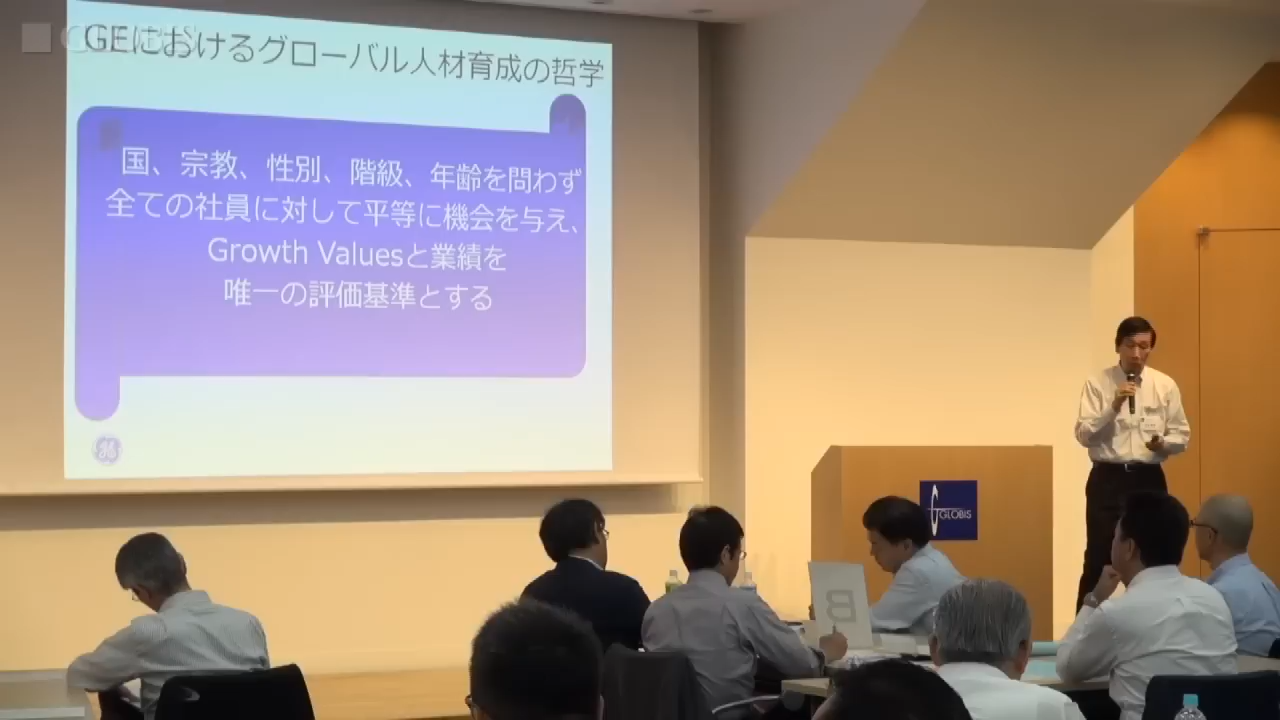 GEにおけるグローバル人材育成の哲学
国、宗教、性別、階級、年齢を問わず
全ての社員に対して平等に機会を与え、
Growth Valuesと業績を
唯一の評価基準とする
GLOBIS
B